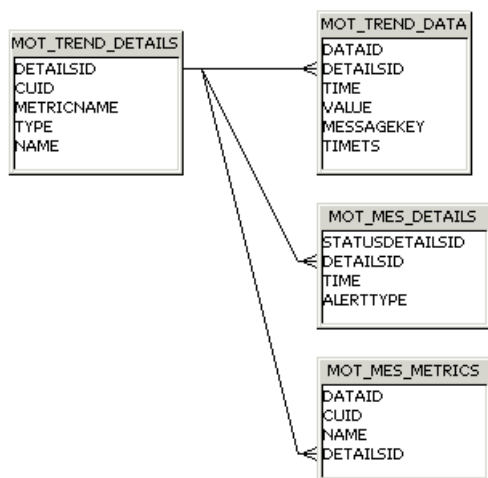 MOT_TREND_DETAILS
DETAILSID
CUID
METRICNAME
TYPE
NAME
MOT_TREND_DATA
DATAID
DETAILSID
TIME
VALUE
MESSAGEKEY
TIMETS
MOT_MES_DETAILS
STATUSDETAILSID
DETAILSID
TIME
ALERTTYPE
MOT_MES_METRICS
DATAID
CUID
NAME
DETAILSID